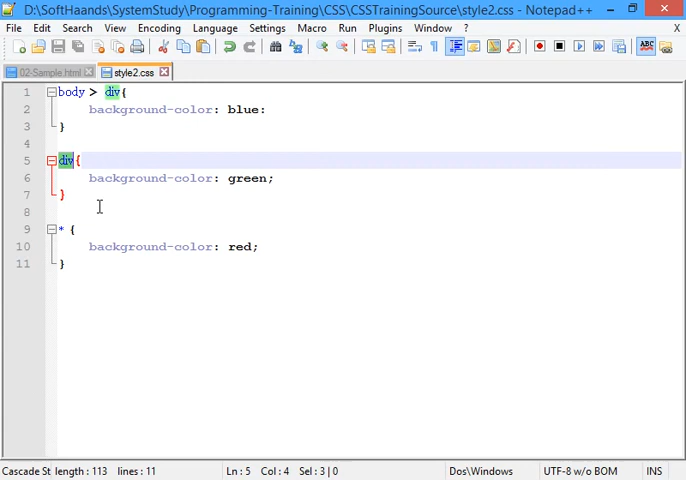 D:\SoftHaands\SystemStudy\Programming-Training\CSS\CSSTrainingSource\style2.css - Notepad++
File Edit Search View Encoding Language Settings Macro Run Plugins Window ? X
02-Sample.html style2.css
1 body > div{
2 background-color: blue:
3 }
4
5 div{
6 background-color: green;
7 }
8
9 * {
10 background-color: red;
11 }
Cascade St length : 113 lines : 11 Ln : 5 Col : 4 Sel : 3 | 0 Dos\Windows UTF-8 w/o BOM INS